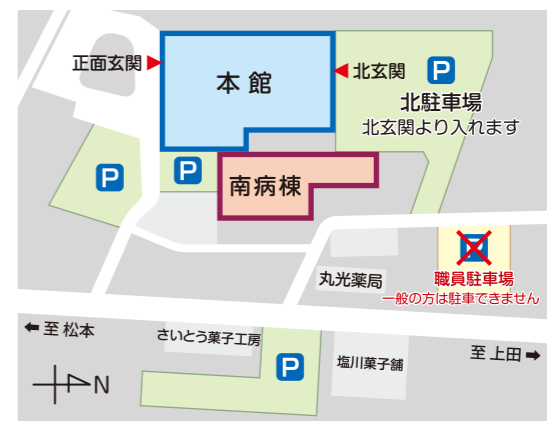 正面玄関
本館
北玄関
P
北駐車場
北玄関より入れます
P
P
南病棟
P
職員駐車場
一般の方は駐車できません
丸光薬局
至 松本
さいとう菓子工房
P
塩川菓子舗
至 上田
N